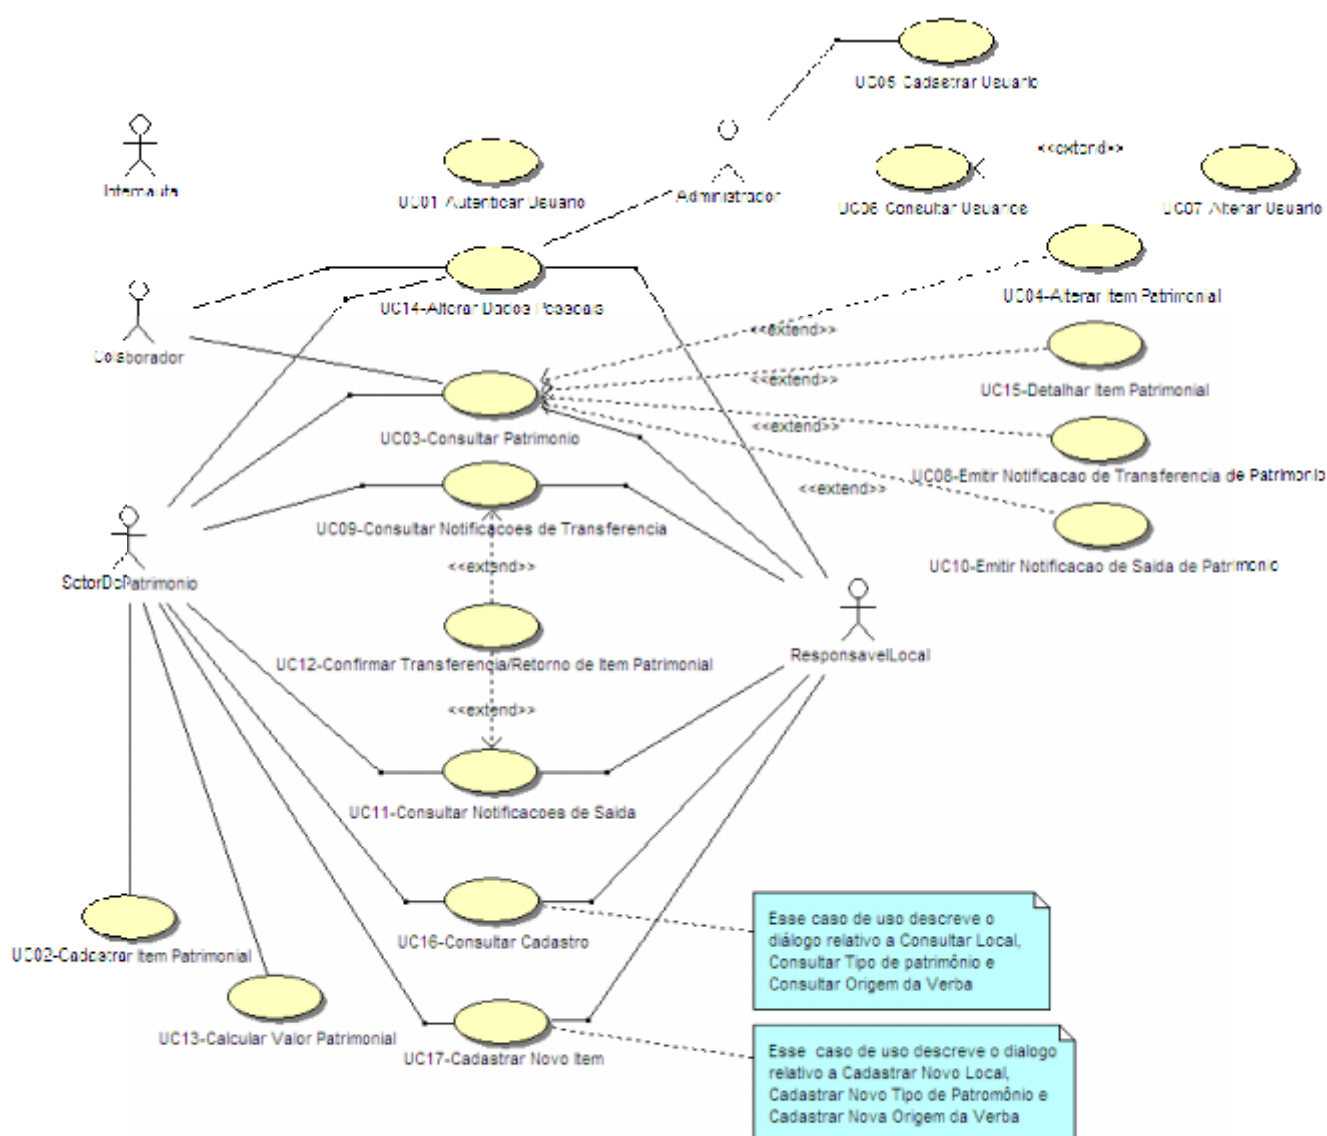 UC05-Cadastrar Usuario
<<extend>>
Internauta
UC01-Autenticar Usuario
Administrador
UC06-Consultar Usuarios
UC07-Alterar Usuario
UC14-Alterar Dados Pessoais
UC04-Alterar Item Patrimonial
<<extend>>
Colaborador
<<extend>>
UC15-Detalhar Item Patrimonial
UC03-Consultar Patrimonio
<<extend>>
UC08-Emitir Notificacao de Transferencia de Patrimonio
<<extend>>
UC09-Consultar Notificacoes de Transferencia
<<extend>>
UC10-Emitir Notificacao de Saida de Patrimonio
SetorDePatrimonio
UC12-Confirmar Transferencia/Retorno de Item Patrimonial
ResponsavelLocal
<<extend>>
UC11-Consultar Notificacoes de Saida
UC16-Consultar Cadastro
Esse caso de uso descreve o
diálogo relativo a Consultar Local,
Consultar Tipo de patrimônio e
Consultar Origem da Verba
UC02-Cadastrar Item Patrimonial
UC13-Calcular Valor Patrimonial
UC17-Cadastrar Novo Item
Esse caso de uso descreve o dialogo
relativo a Cadastrar Novo Local,
Cadastrar Novo Tipo de Patromônio e
Cadastrar Nova Origem da Verba